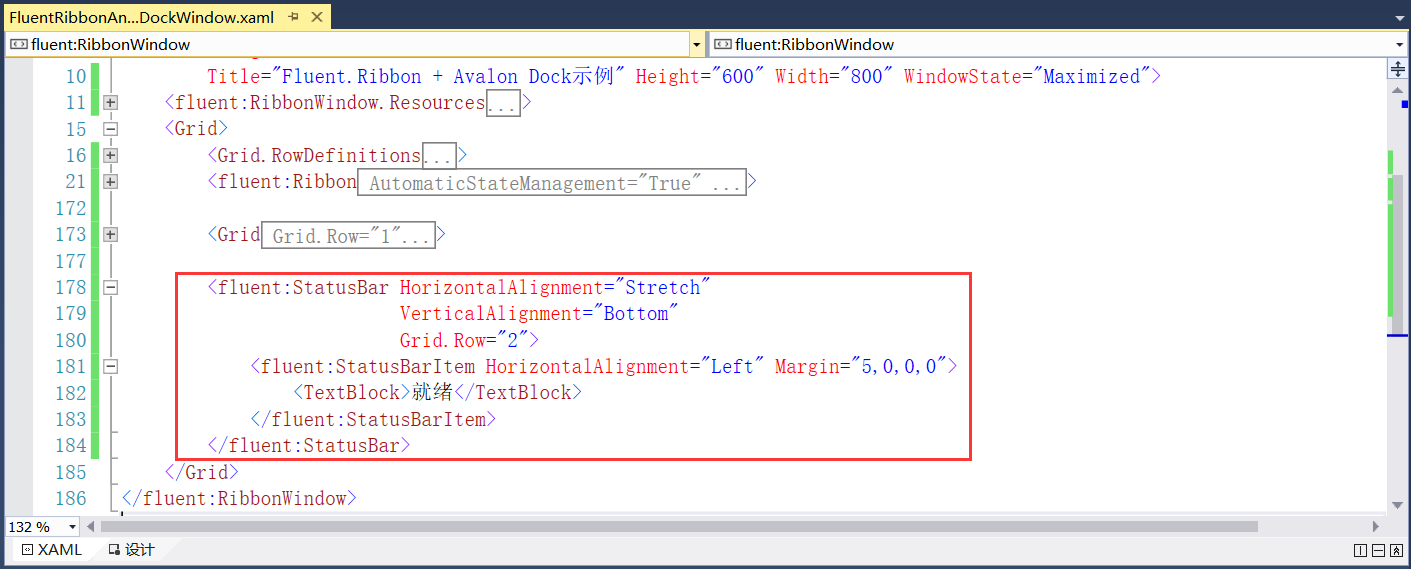 FluentRibbonAn...DockWindow.xaml
fluent:RibbonWindow fluent:RibbonWindow
10 Title="Fluent.Ribbon + Avalon Dock示例" Height="600" Width="800" WindowState="Maximized">
11 <fluent:RibbonWindow.Resources...>
15 <Grid>
16 <Grid.RowDefinitions...>
21 <fluent:Ribbon AutomaticStateManagement="True" ...>
172
173 <Grid Grid.Row="1"...>
177
178 <fluent:StatusBar HorizontalAlignment="Stretch"
179 VerticalAlignment="Bottom"
180 Grid.Row="2">
181 <fluent:StatusBarItem HorizontalAlignment="Left" Margin="5,0,0,0">
182 <TextBlock>就绪</TextBlock>
183 </fluent:StatusBarItem>
184 </fluent:StatusBar>
185 </Grid>
186 </fluent:RibbonWindow>
132 %
XAML 设计